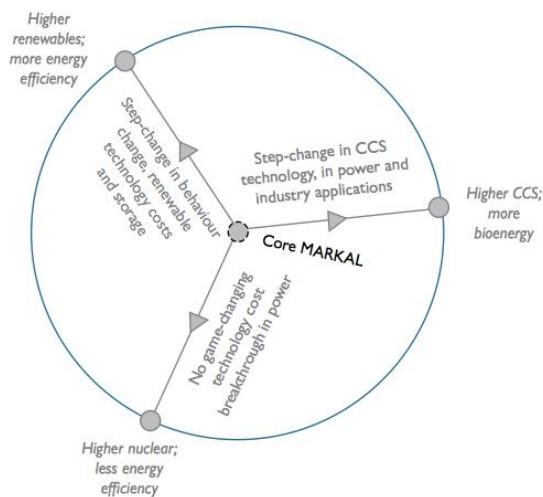 Higher
renewables;
more energy
efficiency
Step-change in behaviour
change, renewable
technology costs
and storage
Step-change in CCS
technology, in power and
industry applications
Higher CCS;
more
bioenergy
Core MARKAL
No game-changing
technology cost
breakthrough in power
Higher nuclear;
less energy
efficiency